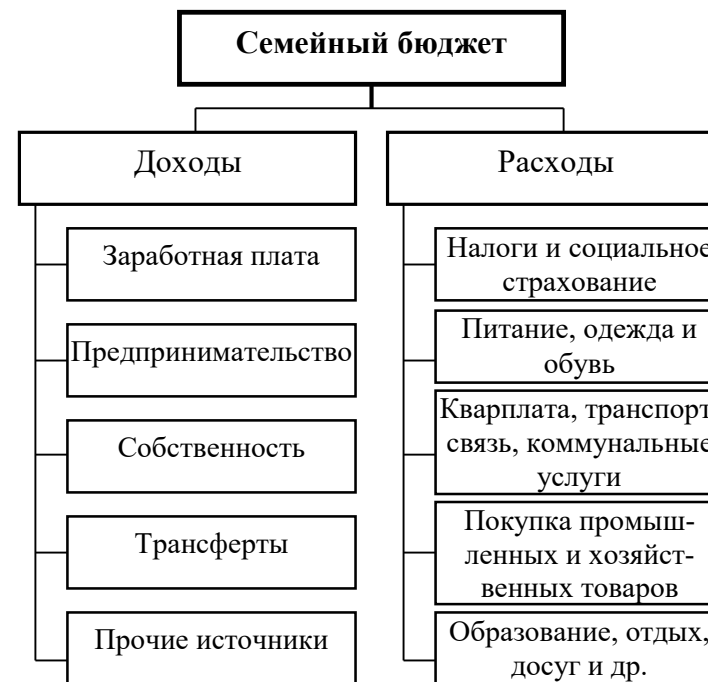 Семейный бюджет
Доходы
Заработная плата
Предпринимательство
Собственность
Трансферты
Прочие источники
Расходы
Налоги и социальное
страхование
Питание, одежда и
обувь
Кварплата, транспорт
связь, коммунальные
услуги
Покупка промыш-
ленных и хозяйст-
венных товаров
Образование, отдых,
досуг и др.